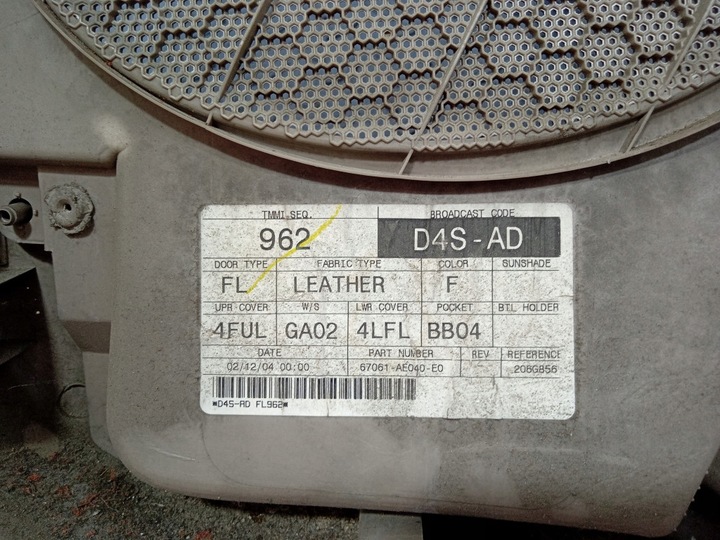 TMMI SEQ. BROADCAST CODE
962 D4S-AD
DOOR TYPE FABRIC TYPE COLOR SUNSHADE
FL LEATHER F
UPR COVER W/S LWR COVER POCKET BTL HOLDER
4FUL GA02 4LFL BB04
DATE PART NUMBER REV REFERENCE
02/12/04 00:00 67061-AE040-E0 206G856
*D4S-AD FL962*